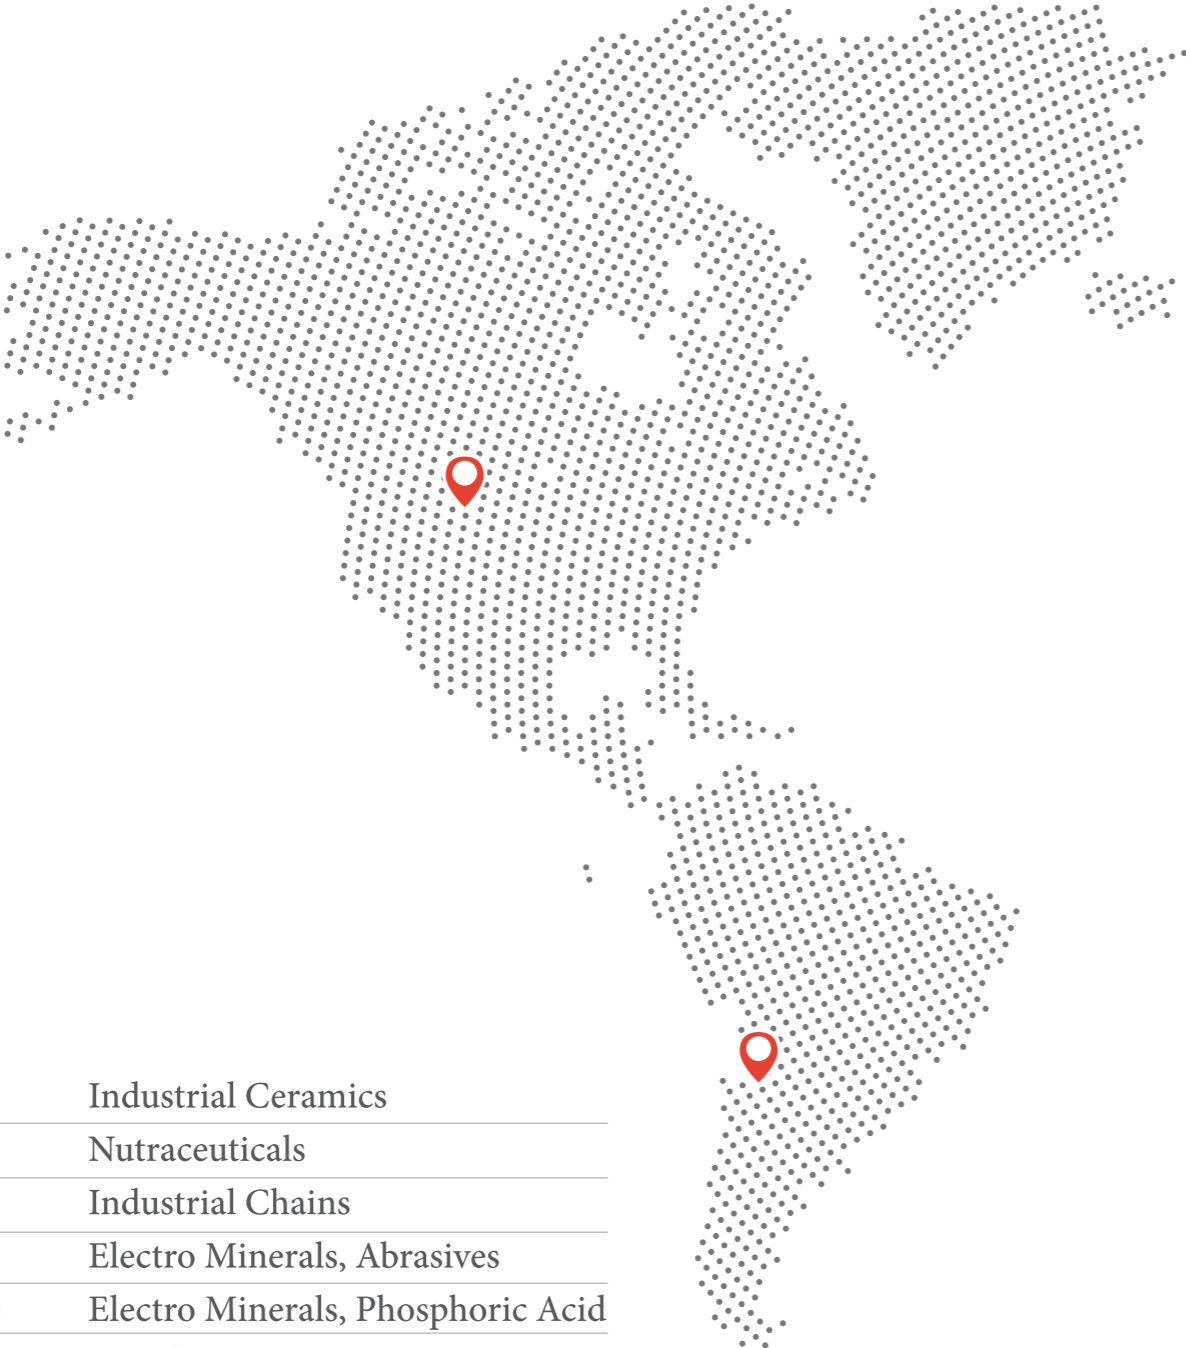 Industrial Ceramics
Nutraceuticals
Industrial Chains
Electro Minerals, Abrasives
Electro Minerals, Phosphoric Acid